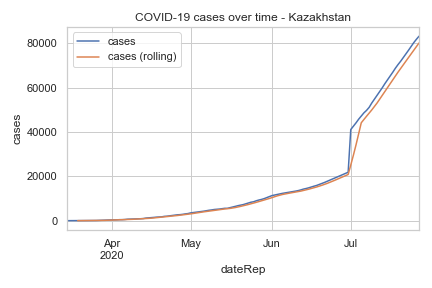 COVID-19 cases over time - Kazakhstan
cases
cases (rolling)
80000
60000
40000
20000
0
cases
Apr
2020
May
Jun
Jul
dateRep